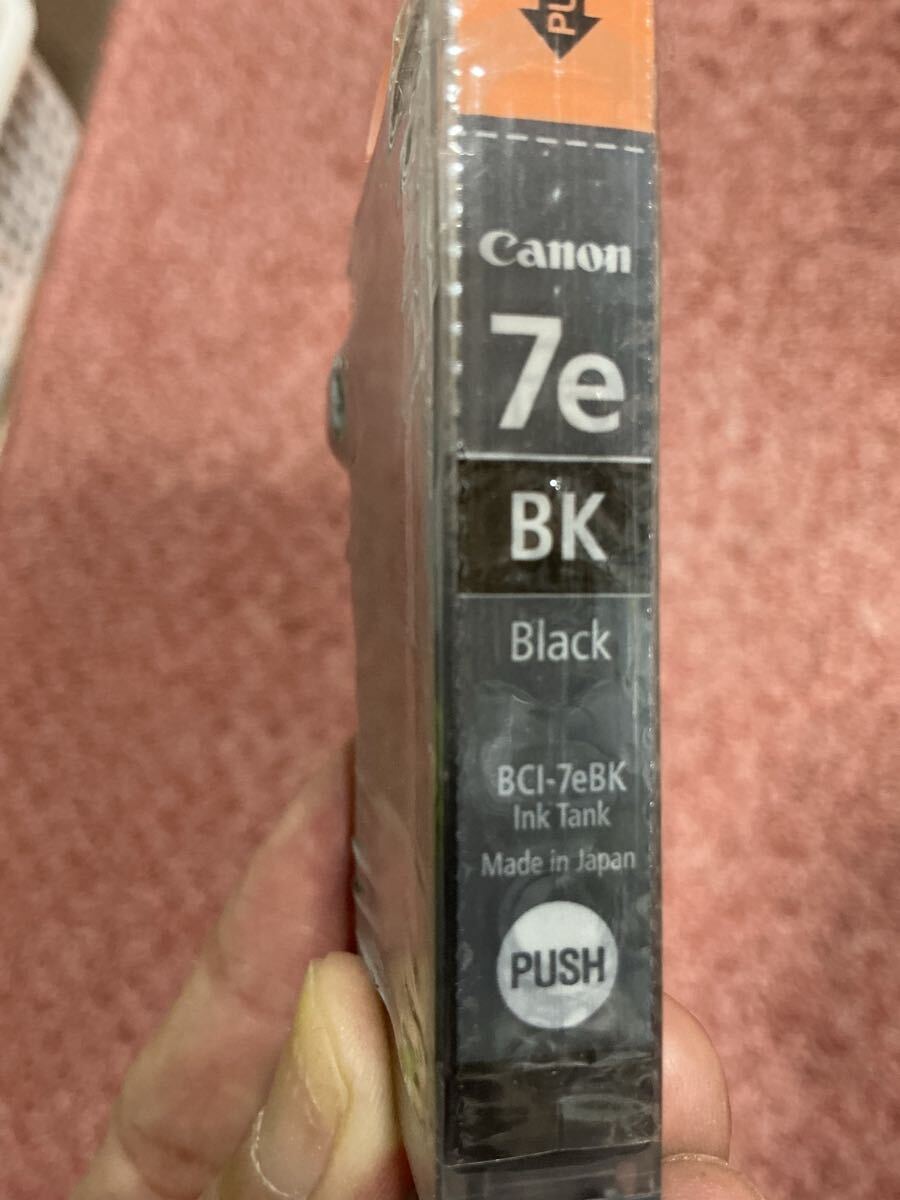 Canon
7e
BK
Black
BCI-7eBK
Ink Tank
Made in Japan
PUSH